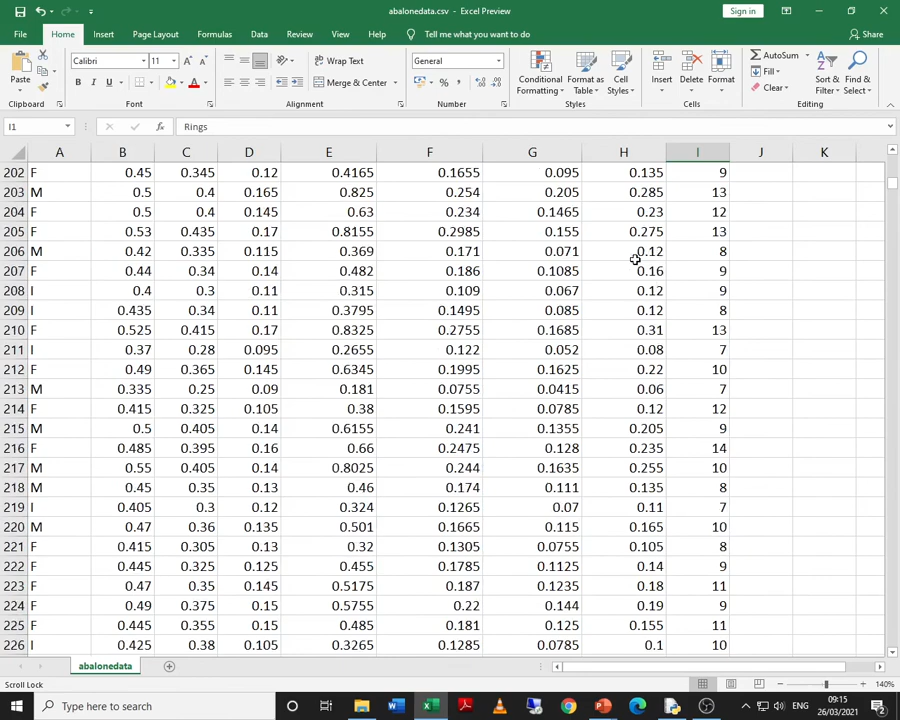 abalonedata.csv - Excel Preview Sign in
File Home Insert Page Layout Formulas Data Review View Help Tell me what you want to do Share
Paste Calibri 11 A A Wrap Text General Conditional Formatting Format as Table Cell Styles Insert Delete Format AutoSum Fill Clear Sort & Filter Find & Select
B I U A Merge & Center % ,
Clipboard Font Alignment Number Styles Cells Editing
I1 fx Rings
A B C D E F G H I J K
202 F 0.45 0.345 0.12 0.4165 0.1655 0.095 0.135 9
203 M 0.5 0.4 0.165 0.825 0.254 0.205 0.285 13
204 F 0.5 0.4 0.145 0.63 0.234 0.1465 0.23 12
205 F 0.53 0.435 0.17 0.8155 0.2985 0.155 0.275 13
206 M 0.42 0.335 0.115 0.369 0.171 0.071 0.12 8
207 F 0.44 0.34 0.14 0.482 0.186 0.1085 0.16 9
208 I 0.4 0.3 0.11 0.315 0.109 0.067 0.12 9
209 I 0.435 0.34 0.11 0.3795 0.1495 0.085 0.12 8
210 F 0.525 0.415 0.17 0.8325 0.2755 0.1685 0.31 13
211 I 0.37 0.28 0.095 0.2655 0.122 0.052 0.08 7
212 F 0.49 0.365 0.145 0.6345 0.1995 0.1625 0.22 10
213 M 0.335 0.25 0.09 0.181 0.0755 0.0415 0.06 7
214 F 0.415 0.325 0.105 0.38 0.1595 0.0785 0.12 12
215 M 0.5 0.405 0.14 0.6155 0.241 0.1355 0.205 9
216 F 0.485 0.395 0.16 0.66 0.2475 0.128 0.235 14
217 M 0.55 0.405 0.14 0.8025 0.244 0.1635 0.255 10
218 M 0.45 0.35 0.13 0.46 0.174 0.111 0.135 8
219 I 0.405 0.3 0.12 0.324 0.1265 0.07 0.11 7
220 M 0.47 0.36 0.135 0.501 0.1665 0.115 0.165 10
221 F 0.415 0.305 0.13 0.32 0.1305 0.0755 0.105 8
222 F 0.445 0.325 0.125 0.455 0.1785 0.1125 0.14 9
223 F 0.47 0.35 0.145 0.5175 0.187 0.1235 0.18 11
224 F 0.49 0.375 0.15 0.5755 0.22 0.144 0.19 9
225 F 0.445 0.355 0.15 0.485 0.181 0.125 0.155 11
226 I 0.425 0.38 0.105 0.3265 0.1285 0.0785 0.1 10
abalonedata
Scroll Lock 140%
Type here to search ENG 09:15 26/03/2021 2